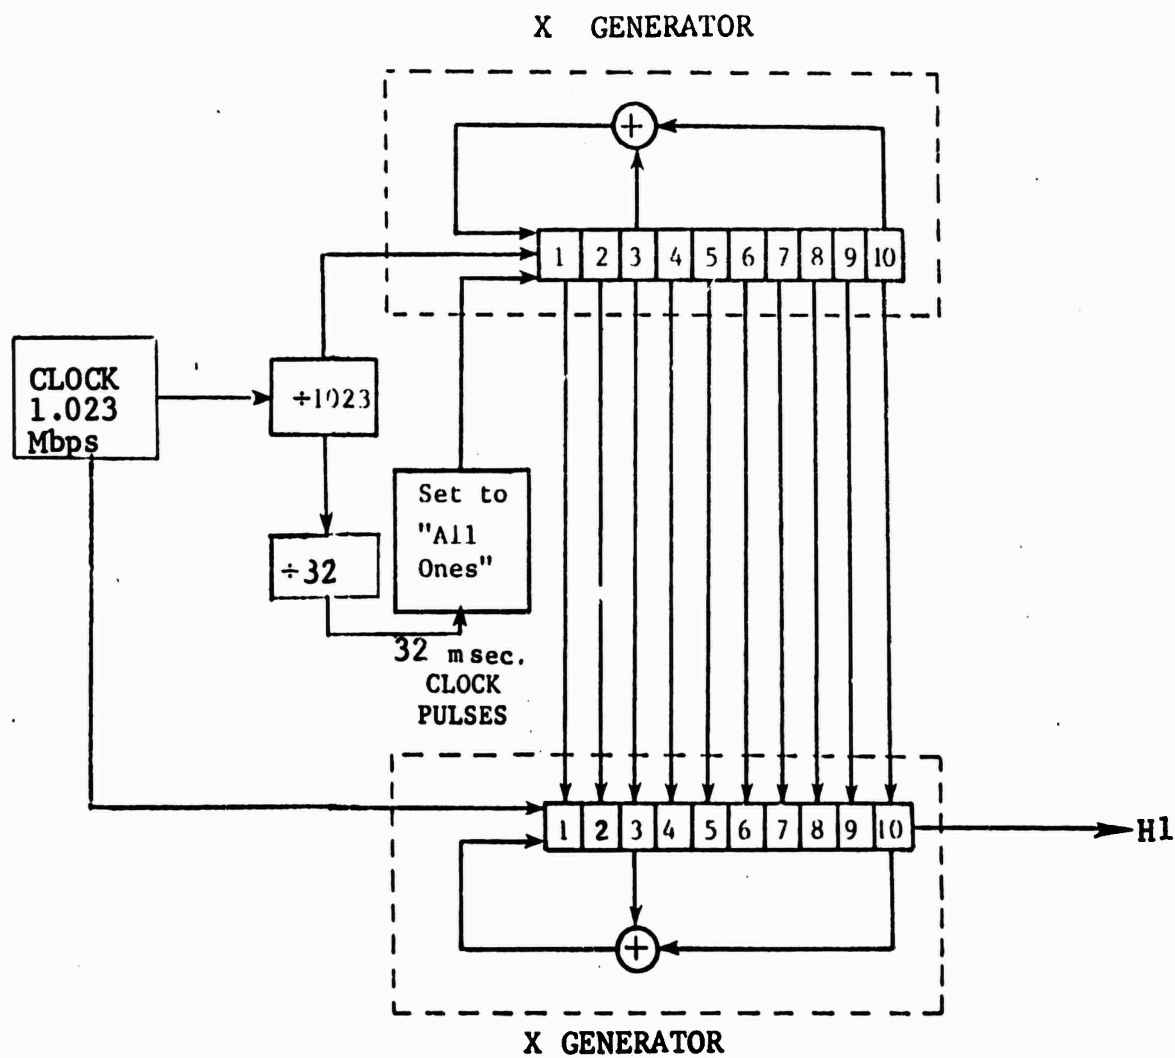 X GENERATOR
+
1 2 3 4 5 6 7 8 9 10
CLOCK
1.023
Mbps
÷1023
Set to
"All
Ones"
÷32
32 msec.
CLOCK
PULSES
1 2 3 4 5 6 7 8 9 10
H1
+
X GENERATOR